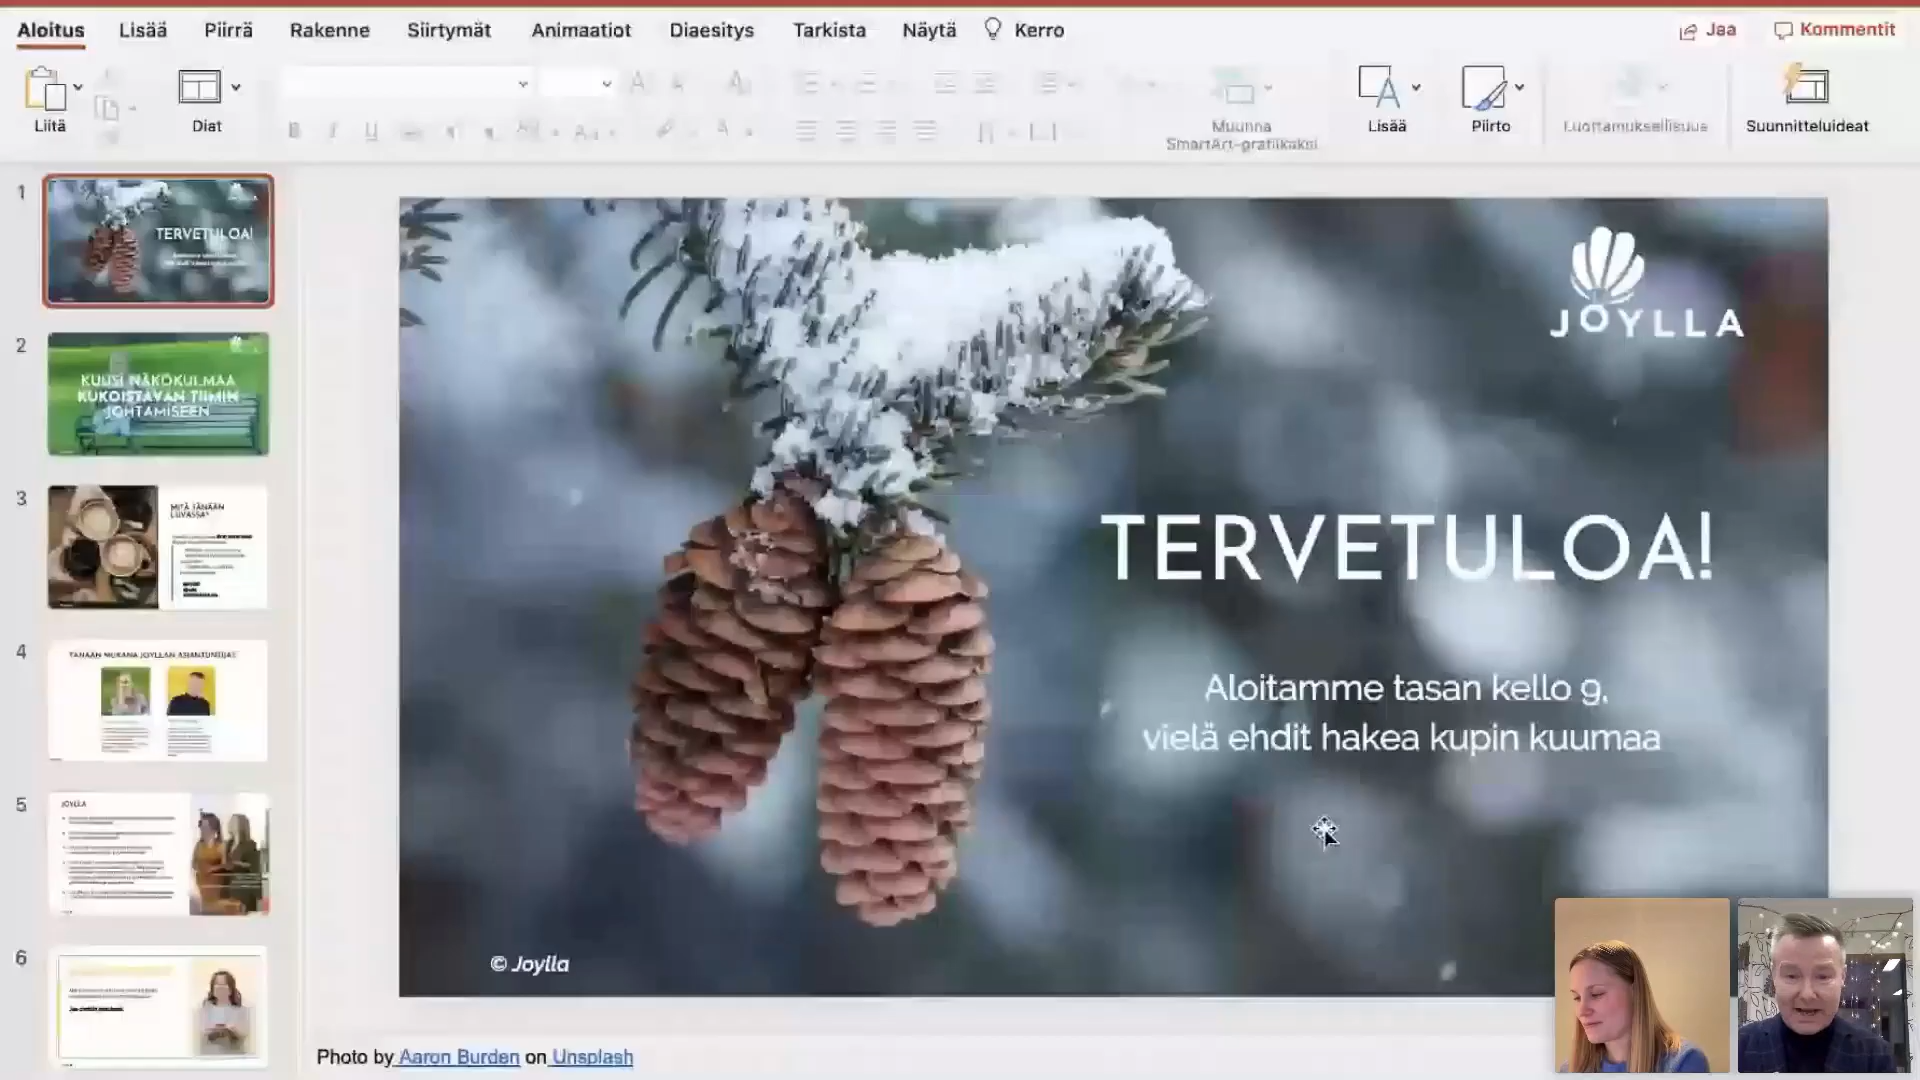 Aloitus Lisää Piirrä Rakenne Siirtymät Animaatiot Diaesitys Tarkista Näytä Kerro Jaa Kommentit
Liitä Diat Muunna SmartArt-grafiikaksi Lisää Piirto Luottamuksellisuus Suunnitteluideat
1
TERVETULOA!
2
KUUSI NÄKÖKULMAA
KUKOISTAVAN TIIMIN
JOHTAMISEEN
3
MITÄ TÄNÄÄN
LUVASSA?
4
TÄNÄÄN MUKANA JOYLLAN ASIANTUNTIJAT
5
JOYLLA
6
JOYLLA
TERVETULOA!
Aloitamme tasan kello 9,
vielä ehdit hakea kupin kuumaa
© Joylla
Photo by Aaron Burden on Unsplash